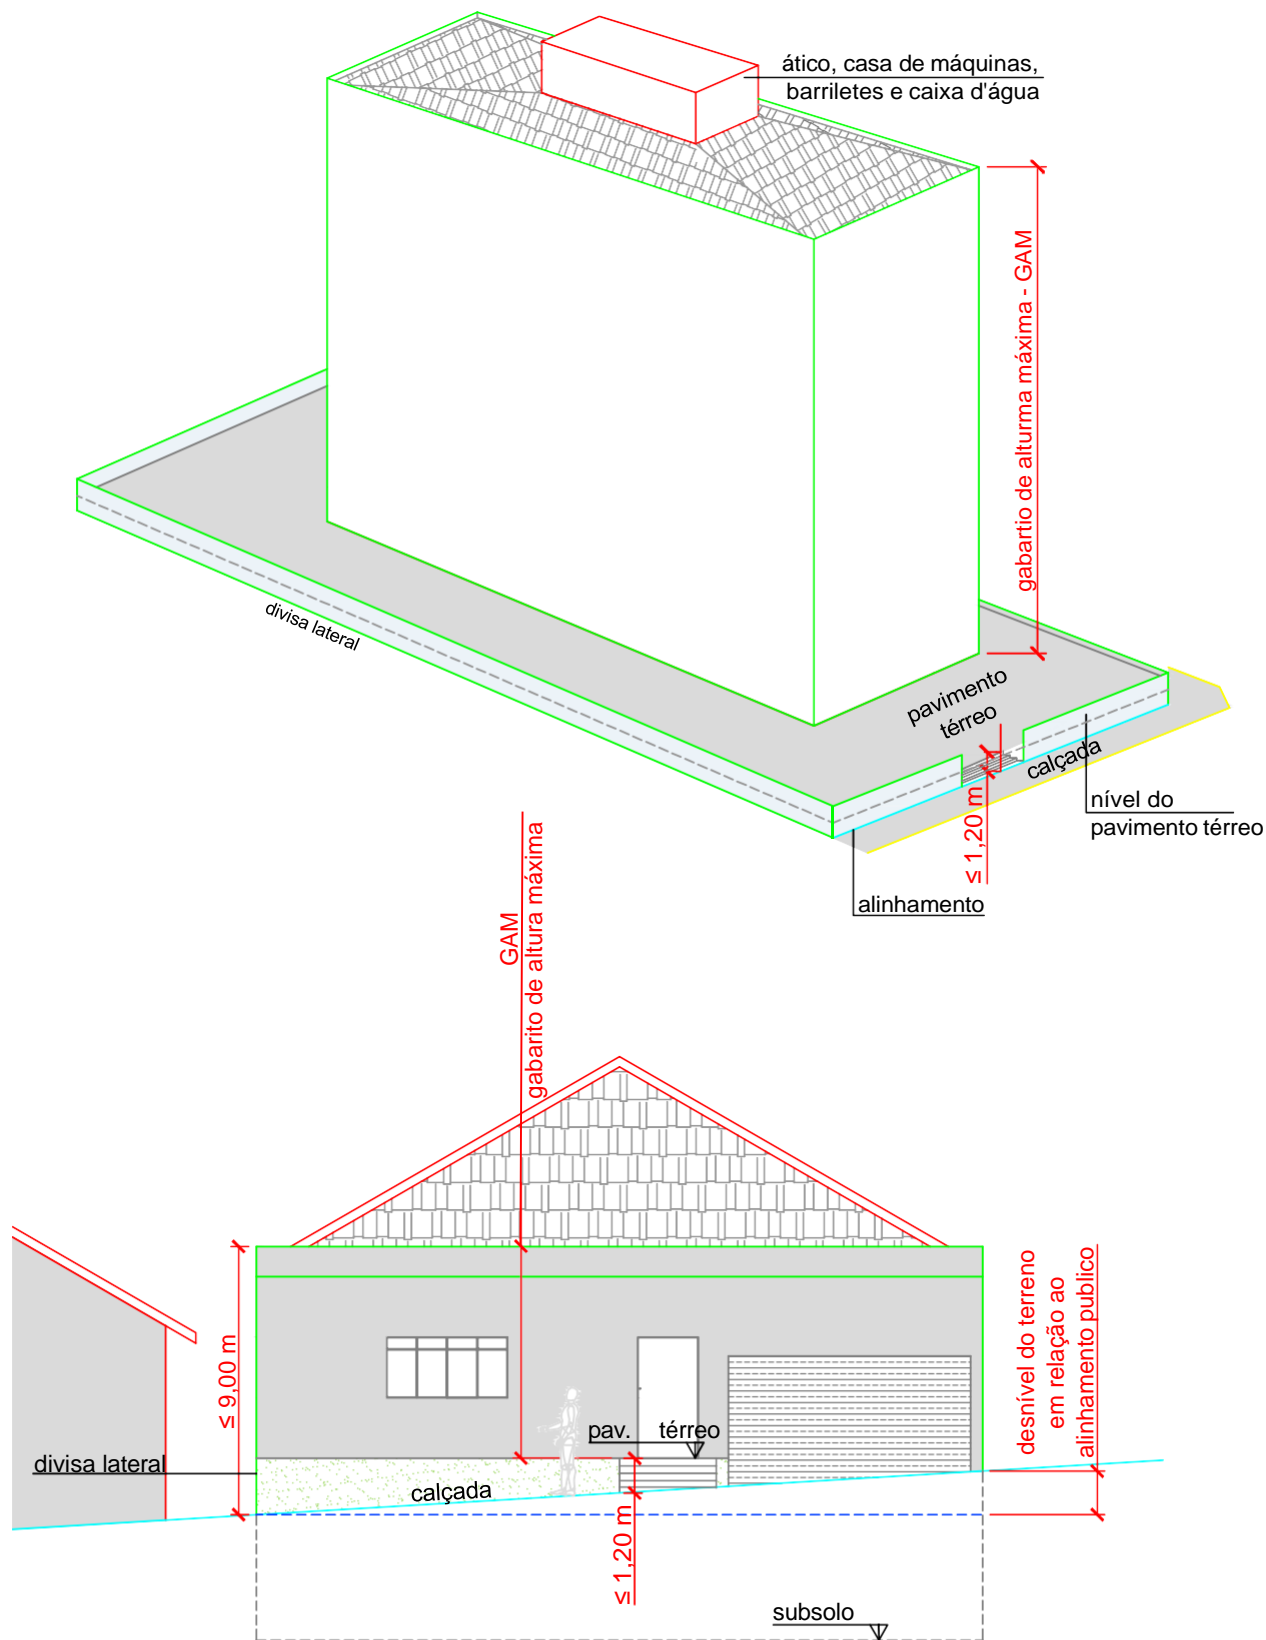 ático, casa de máquinas,
barriletes e caixa d'água
gabartio de alturma máxima - GAM
divisa lateral
pavimento
térreo
calçada
≤ 1,20 m
nível do
pavimento térreo
alinhamento
GAM
gabarito de altura máxima
≤ 9,00 m
desnível do terreno
em relação ao
alinhamento publico
pav. térreo
divisa lateral
calçada
≤ 1,20 m
subsolo